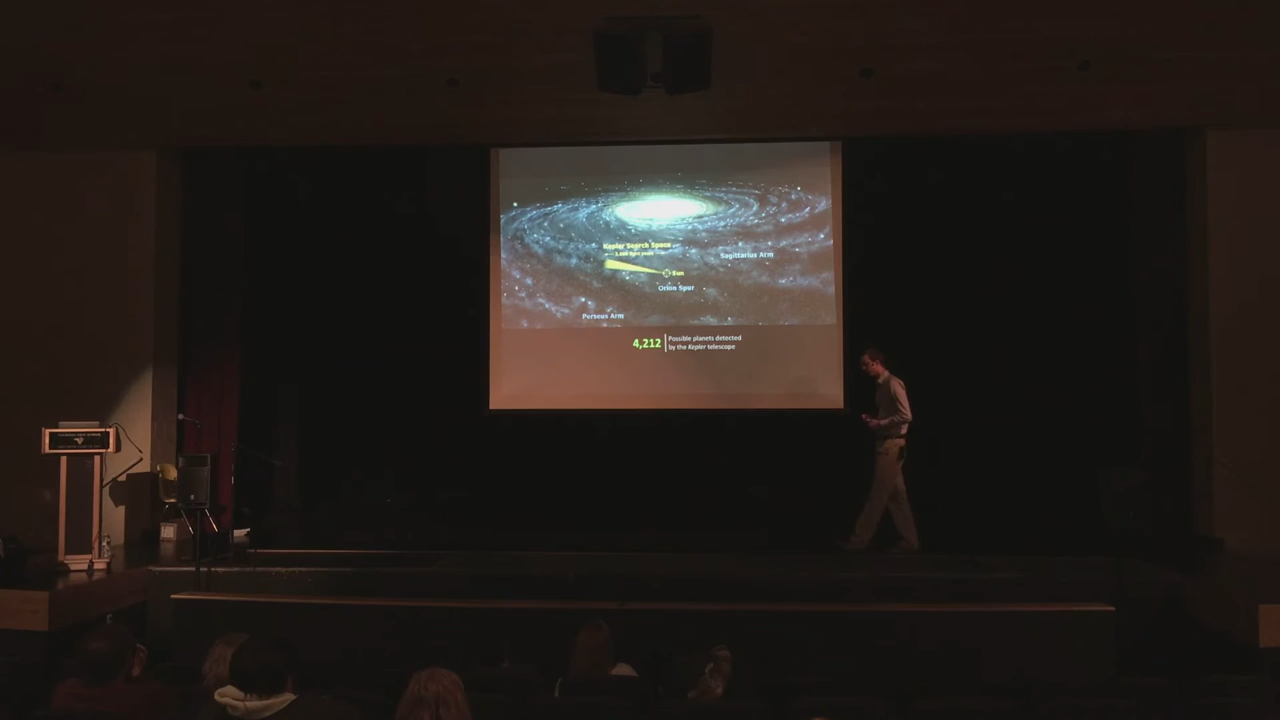 Kepler Search Space
Sagittarius Arm
Sun
Orion Spur
Perseus Arm
4,212
Possible planets detected
by the Kepler telescope